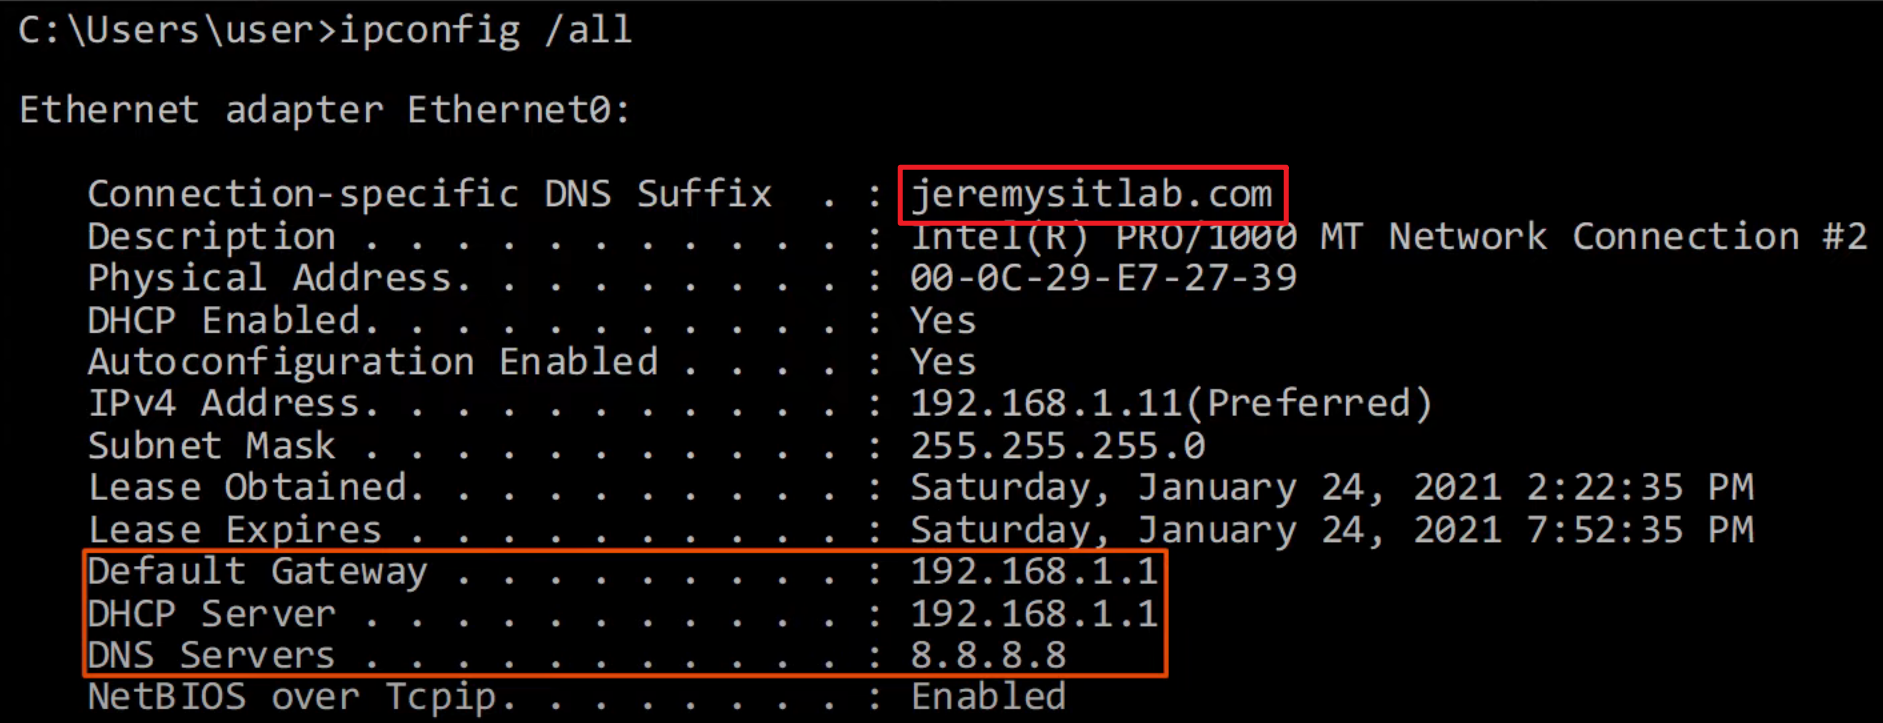 C:\Users\user>ipconfig /all
Ethernet adapter Ethernet0:
Connection-specific DNS Suffix  . : jeremysitlab.com
Description . . . . . . . . . . . : Intel(R) PRO/1000 MT Network Connection #2
Physical Address. . . . . . . . . : 00-0C-29-E7-27-39
DHCP Enabled. . . . . . . . . . . : Yes
Autoconfiguration Enabled . . . . : Yes
IPv4 Address. . . . . . . . . . . : 192.168.1.11(Preferred)
Subnet Mask . . . . . . . . . . . : 255.255.255.0
Lease Obtained. . . . . . . . . . : Saturday, January 24, 2021 2:22:35 PM
Lease Expires . . . . . . . . . . : Saturday, January 24, 2021 7:52:35 PM
Default Gateway . . . . . . . . . : 192.168.1.1
DHCP Server . . . . . . . . . . . : 192.168.1.1
DNS Servers . . . . . . . . . . . : 8.8.8.8
NetBIOS over Tcpip. . . . . . . . : Enabled